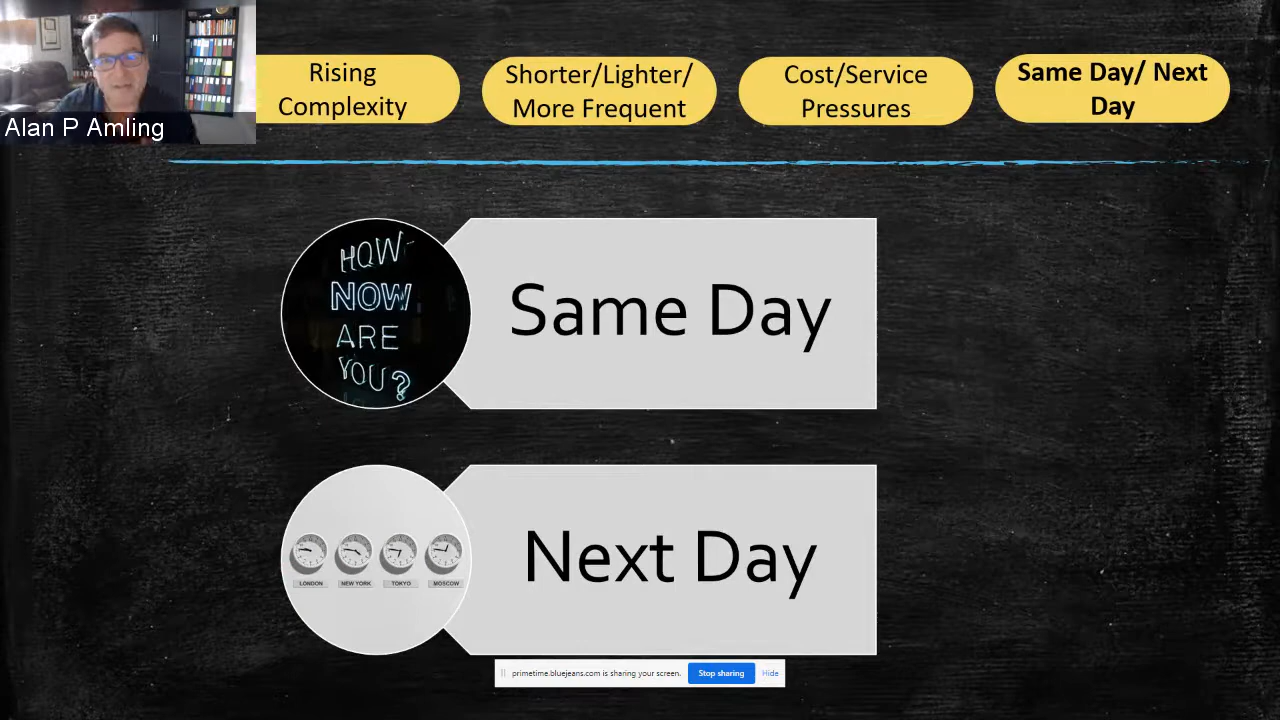 Alan P Amling
Rising
Complexity
Shorter/Lighter/
More Frequent
Cost/Service
Pressures
Same Day/ Next
Day
HOW
NOW
ARE
YOU?
Same Day
LONDON
NEW YORK
TOKYO
MOSCOW
Next Day
primetime.bluejeans.com is sharing your screen.
Stop sharing
Hide